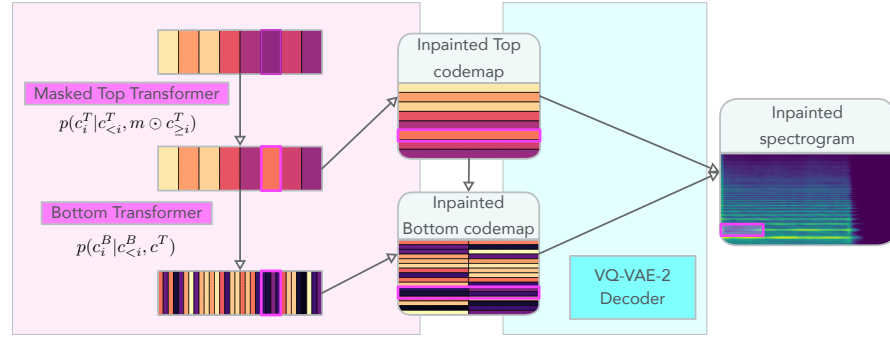 Masked Top Transformer
p(c_i^T|c_{<i}^T, m ⊙ c_{≥i}^T)
Bottom Transformer
p(c_i^B|c_{<i}^B, c^T)
Inpainted Top
codemap
Inpainted
Bottom codemap
VQ-VAE-2
Decoder
Inpainted
spectrogram